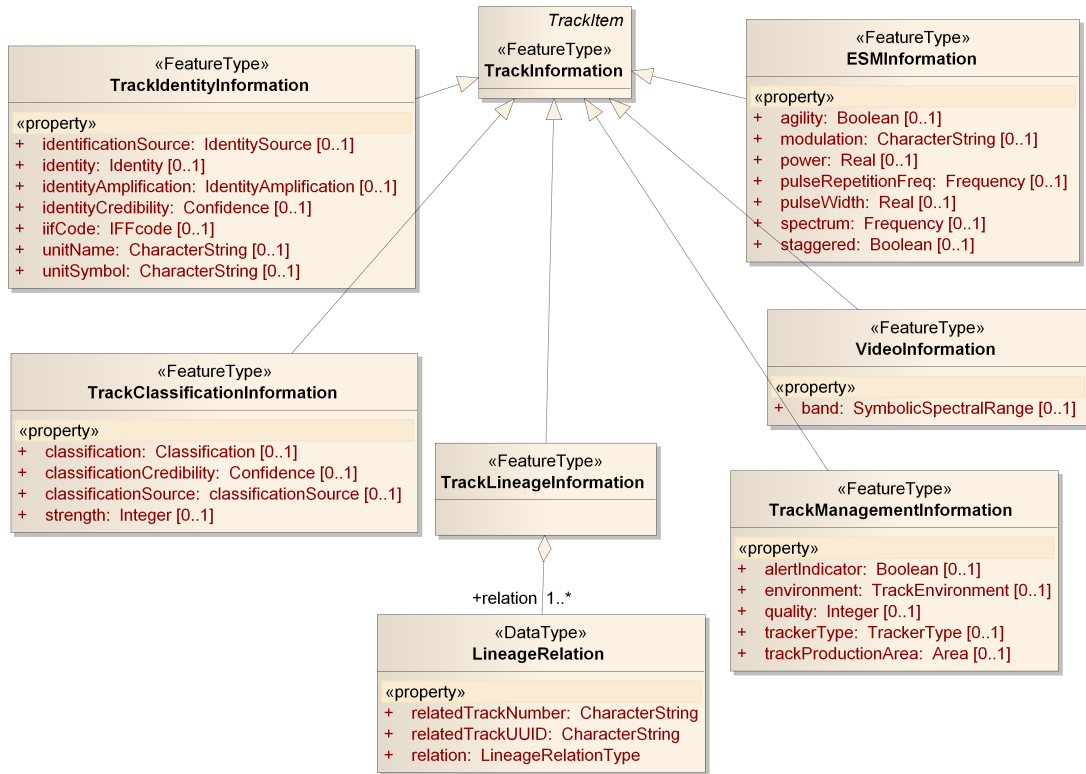 TrackItem
«FeatureType»
TrackInformation
«FeatureType»
TrackIdentityInformation
«property»
+ identificationSource: IdentitySource [0..1]
+ identity: Identity [0..1]
+ identityAmplification: IdentityAmplification [0..1]
+ identityCredibility: Confidence [0..1]
+ iifCode: IFFcode [0..1]
+ unitName: CharacterString [0..1]
+ unitSymbol: CharacterString [0..1]
«FeatureType»
ESMInformation
«property»
+ agility: Boolean [0..1]
+ modulation: CharacterString [0..1]
+ power: Real [0..1]
+ pulseRepetitionFreq: Frequency [0..1]
+ pulseWidth: Real [0..1]
+ spectrum: Frequency [0..1]
+ staggered: Boolean [0..1]
«FeatureType»
VideoInformation
«property»
+ band: SymbolicSpectralRange [0..1]
«FeatureType»
TrackClassificationInformation
«property»
+ classification: Classification [0..1]
+ classificationCredibility: Confidence [0..1]
+ classificationSource: classificationSource [0..1]
+ strength: Integer [0..1]
«FeatureType»
TrackLineageInformation
«FeatureType»
TrackManagementInformation
«property»
+ alertIndicator: Boolean [0..1]
+ environment: TrackEnvironment [0..1]
+ quality: Integer [0..1]
+ trackerType: TrackerType [0..1]
+ trackProductionArea: Area [0..1]
+relation 1..*
«DataType»
LineageRelation
«property»
+ relatedTrackNumber: CharacterString
+ relatedTrackUUID: CharacterString
+ relation: LineageRelationType